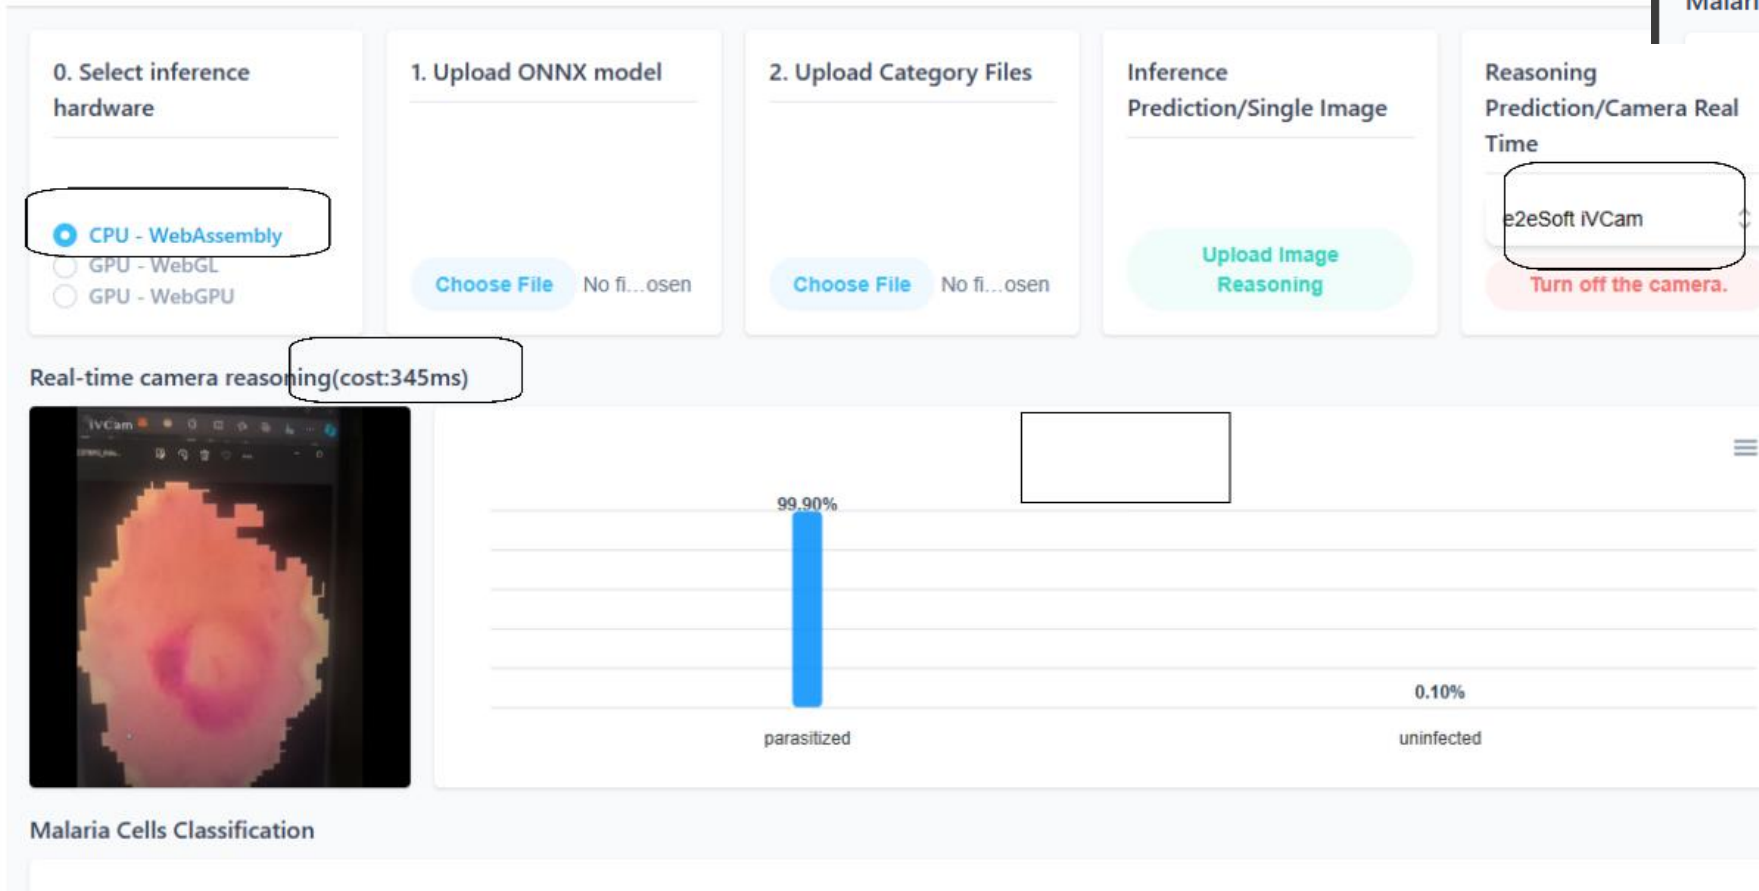 Malari
0. Select inference
hardware
CPU - WebAssembly
GPU - WebGL
GPU - WebGPU
1. Upload ONNX model
Choose File No fi...osen
2. Upload Category Files
Choose File No fi...osen
Inference
Prediction/Single Image
Upload Image
Reasoning
Reasoning
Prediction/Camera Real
Time
e2eSoft iVCam
Turn off the camera.
Real-time camera reasoning(cost:345ms)
iVCam
99.90%
0.10%
parasitized
uninfected
Malaria Cells Classification